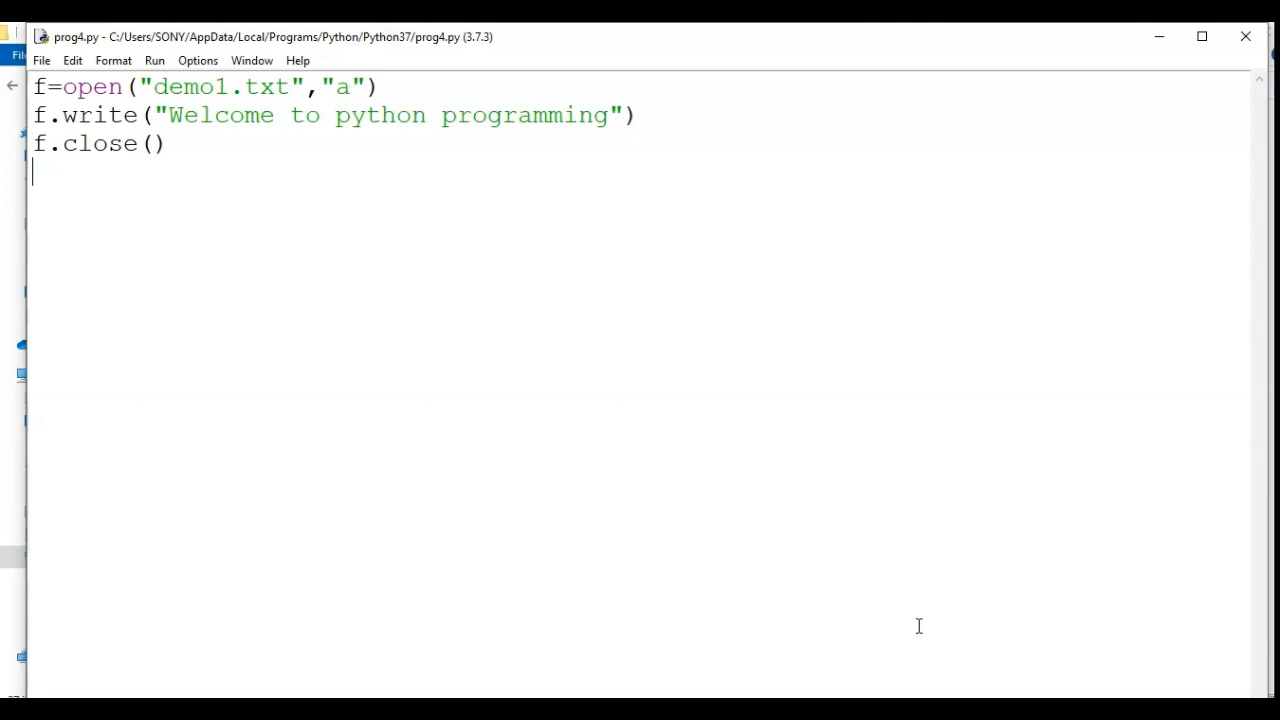 prog4.py - C:/Users/SONY/AppData/Local/Programs/Python/Python37/prog4.py (3.7.3)
File Edit Format Run Options Window Help
f=open("demo1.txt","a")
f.write("Welcome to python programming")
f.close()